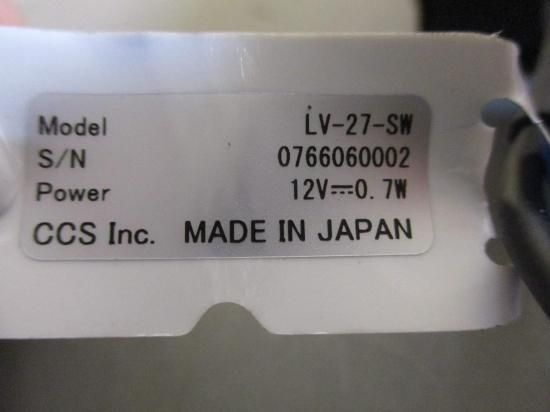 Model LV-27-SW
S/N 0766060002
Power 12V⎓0.7W
CCS Inc. MADE IN JAPAN